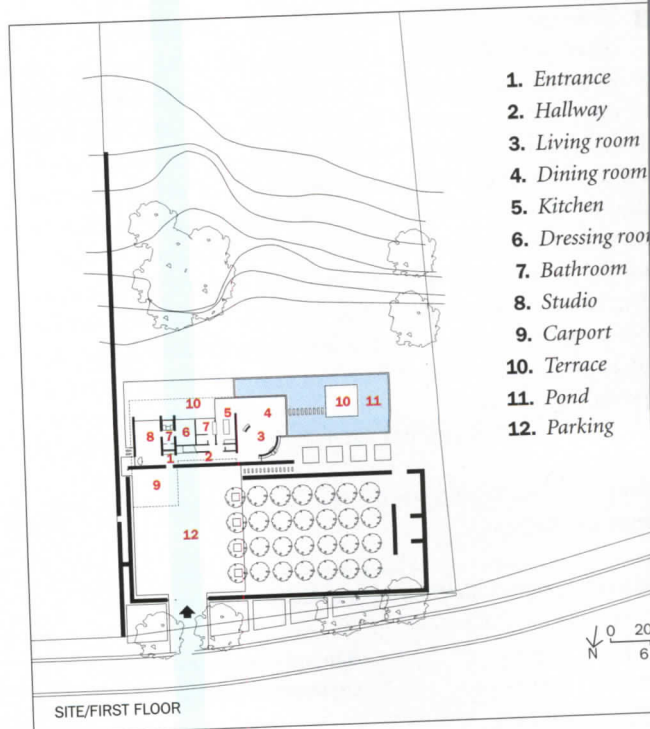 1. Entrance
2. Hallway
3. Living room
4. Dining room
5. Kitchen
6. Dressing
7. Bathroom
8. Studio
9. Carport
10. Terrace
11. Pond
12. Parking
10
5
4
10
11
8
7
6
7
3
1
2
9
12
N
0 20
6
SITE/FIRST FLOOR